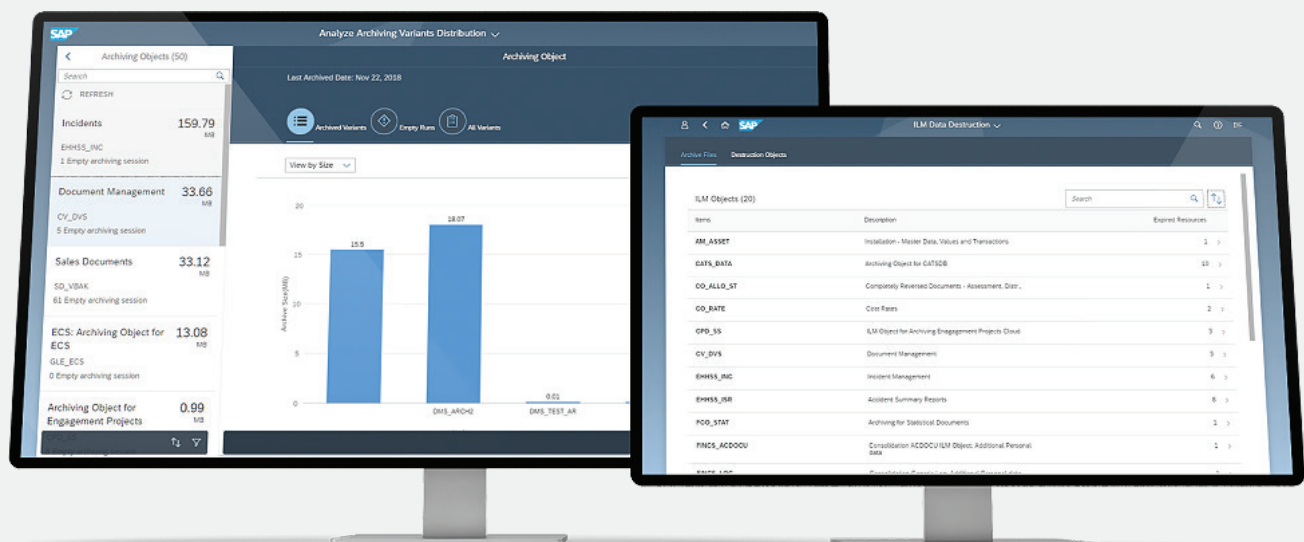 SAP
Analyze Archiving Variants Distribution
Archiving Objects (50)
Search
REFRESH
Incidents 159.79
MB
EHHSS_INC
1 Empty archiving session
Document Management 33.66
MB
CV_DVS
5 Empty archiving session
Sales Documents 33.12
MB
SD_VBAK
61 Empty archiving session
ECS: Archiving Object for 13.08
ECS MB
GLE_ECS
0 Empty archiving session
Archiving Object for 0.99
Engagement Projects MB
Archiving Object
Last Archived Date: Nov 22, 2018
Archived Variants Empty Runs All Variants
View by Size
Archive Size(MB)
20
15
10
5
0
15.5
18.07
0.01
DMS_ARCH2 DMS_TEST_AR
SAP ILM Data Destruction
Archive Files Destruction Objects
ILM Objects (20) Search
Items Description Expired Resources
AM_ASSET Installation - Master Data, Values and Transactions 1
CATS_DATA Archiving Object for CATSDB 10
CO_ALLO_ST Completely Reversed Documents - Assessment, Distr., 1
CO_RATE Cost Rates 2
CPD_SS ILM Object for Archiving Enagagement Projects Cloud 3
CV_DVS Document Management 3
EHHSS_INC Incident Management 6
EHHSS_ISR Accident Summary Reports 8
FGO_STAT Archiving for Statistical Documents 1
FINCS_ACDOCU Consolidation ACDOCU ILM Object: Additional Personal 1
data